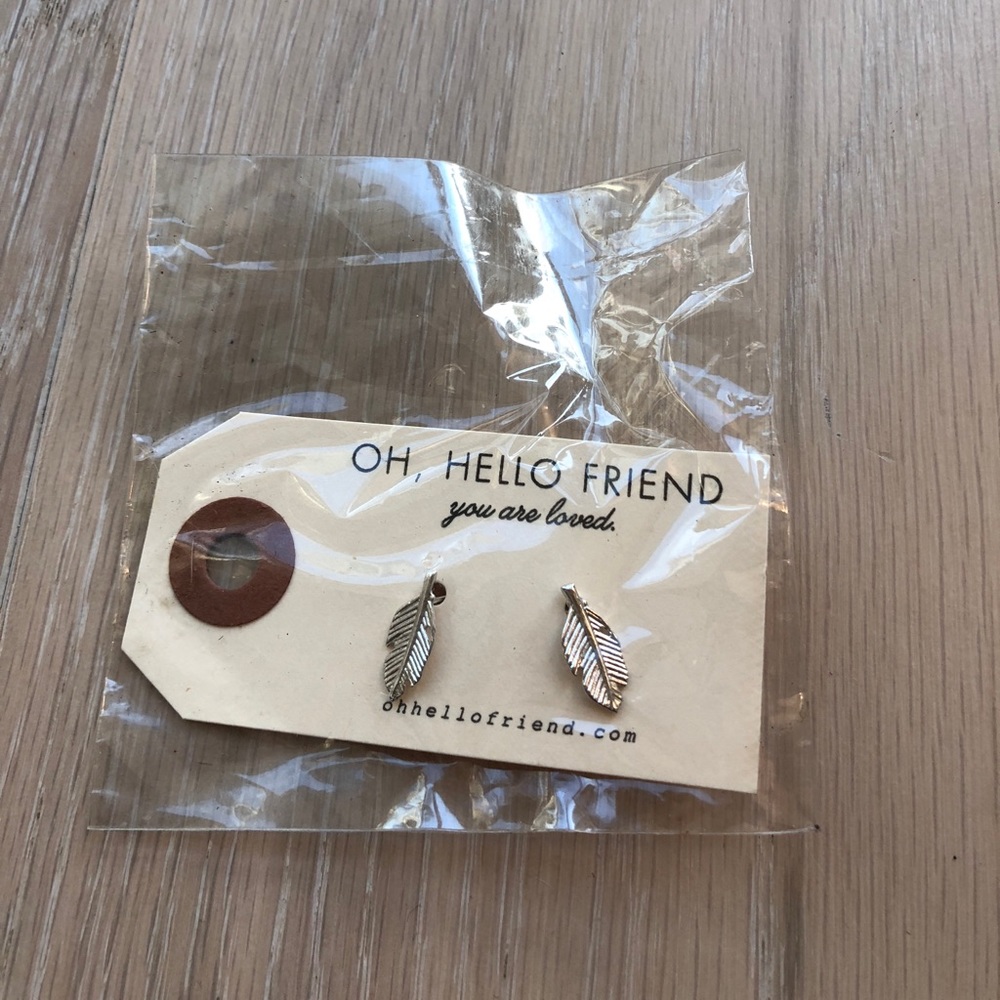 OH, HELLO FRIEND
you are loved.
ohhellofriend.com